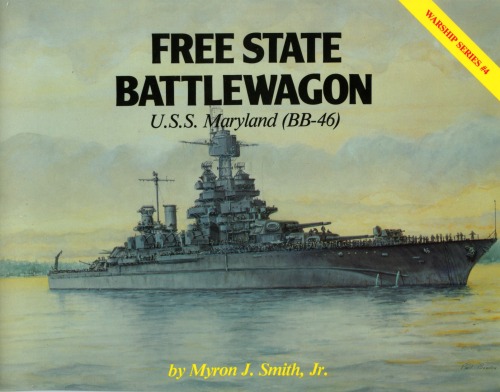 FREE STATE
BATTLEWAGON
U.S.S. Maryland (BB-46)
WARSHIP SERIES #4
by Myron J. Smith, Jr.